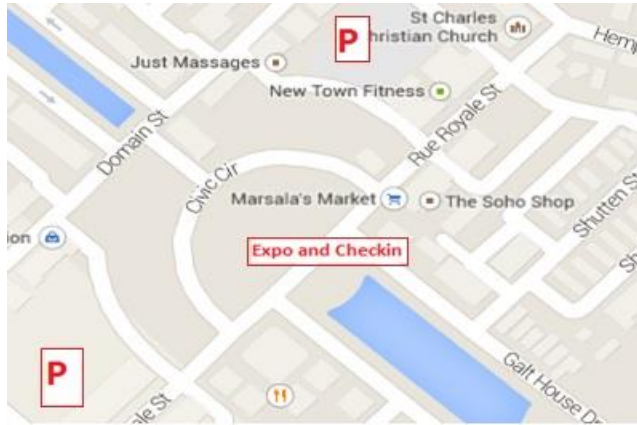 St Charles
P
hristian Church
Hemp
Just Massages
New Town Fitness
Domain St
Rue Royale St
Civic Cir
Marsala's Market
The Soho Shop
Shutten St
ion
Expo and Checkin
Sh
P
Galt House Dr
ale St